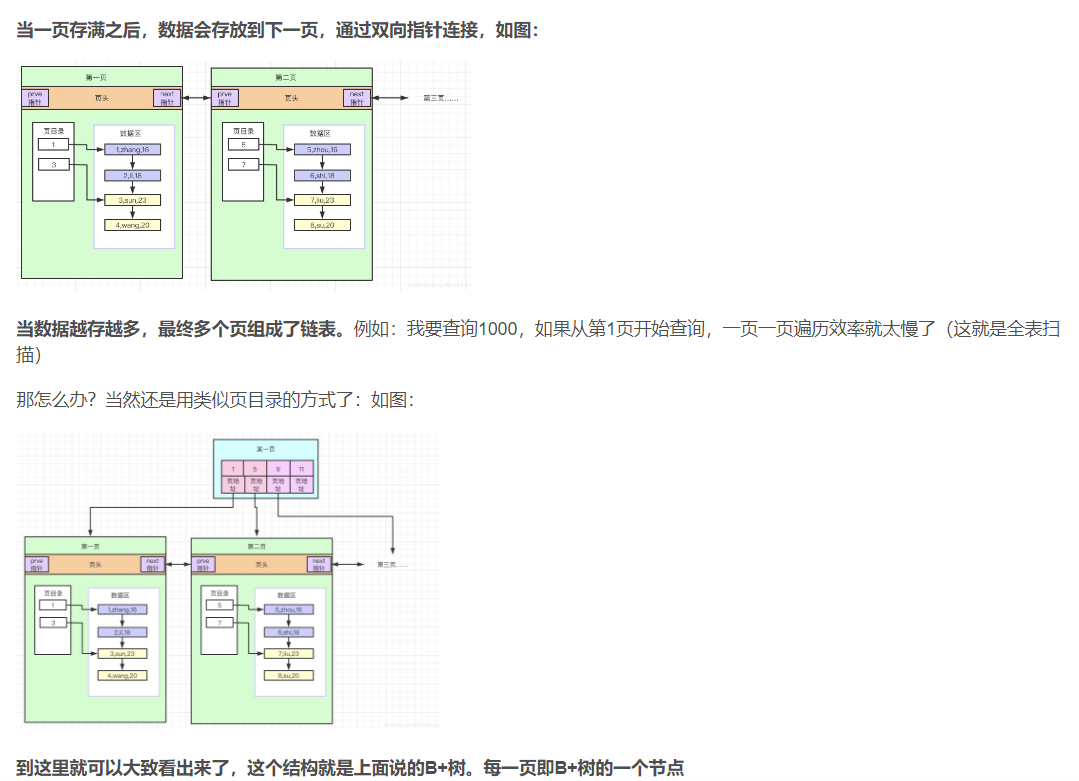 当一页存满之后，数据会存放到下一页，通过双向指针连接，如图：
第一页
prve 指针
页头
next 指针
页目录
1
3
数据区
1,zhang,16
2,li,18
3,sun,23
4,wang,20
第二页
prve 指针
页头
next 指针
页目录
5
7
数据区
5,zhou,16
6,shi,18
7,liu,23
8,su,20
第三页……
当数据越存越多，最终多个页组成了链表。例如：我要查询1000，如果从第1页开始查询，一页一页遍历效率就太慢了（这就是全表扫
描）
那怎么办？当然还是用类似页目录的方式了：如图：
某一页
1 5 9 11
页地址 页地址 页地址 页地址
第一页
prve 指针
页头
next 指针
页目录
1
3
数据区
1,zhang,16
2,li,18
3,sun,23
4,wang,20
第二页
prve 指针
页头
next 指针
页目录
5
7
数据区
5,zhou,16
6,shi,18
7,liu,23
8,su,20
第三页……
到这里就可以大致看出来了，这个结构就是上面说的B+树。每一页即B+树的一个节点